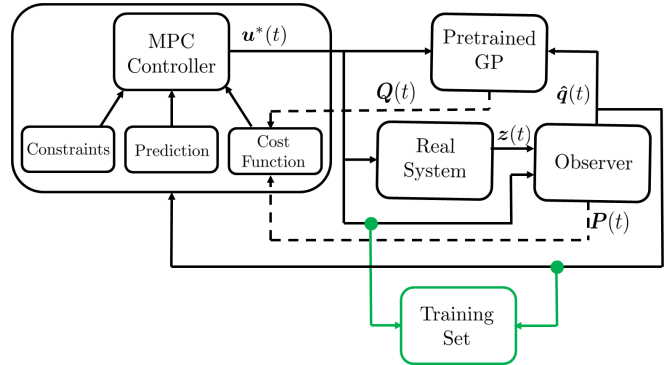 MPC
Controller
u*(t)
Pretrained
GP
Q(t)
q̂(t)
Constraints
Prediction
Cost
Function
Real
System
z(t)
Observer
P(t)
Training
Set